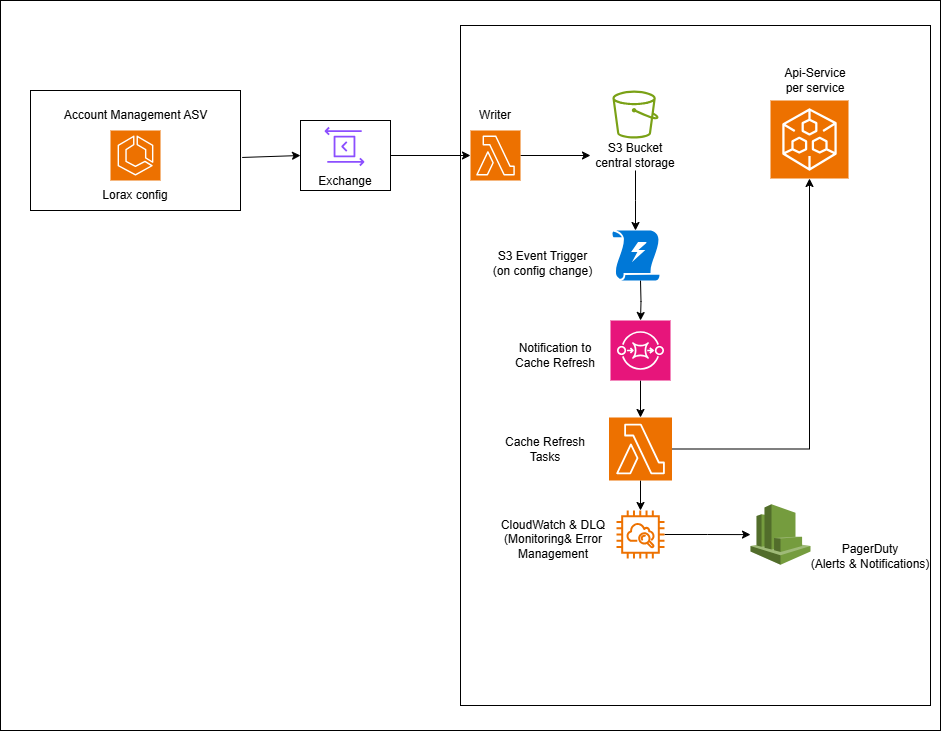 Account Management ASV
Lorax config
Exchange
Writer
S3 Bucket
central storage
Api-Service
per service
S3 Event Trigger
(on config change)
Notification to
Cache Refresh
Cache Refresh
Tasks
CloudWatch & DLQ
(Monitoring& Error
Management
PagerDuty
(Alerts & Notifications)